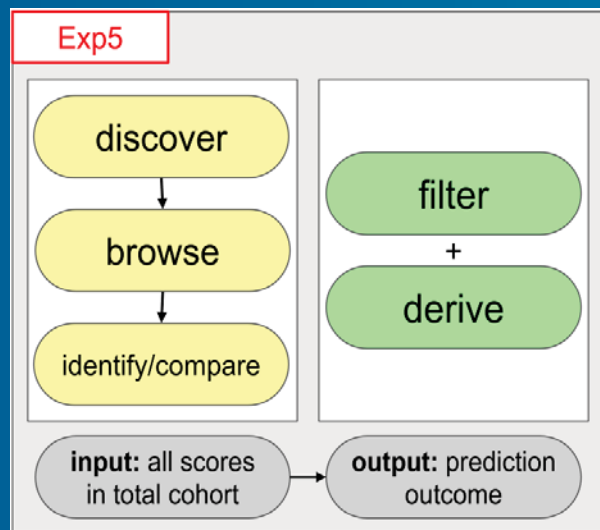 Exp5
discover
browse
identify/compare
filter
+
derive
input: all scores
in total cohort
output: prediction
outcome